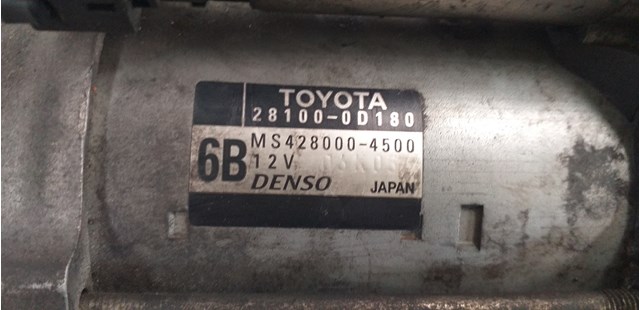 TOYOTA
28100-0D180
6B
MS428000-4500
12V
DENSO JAPAN